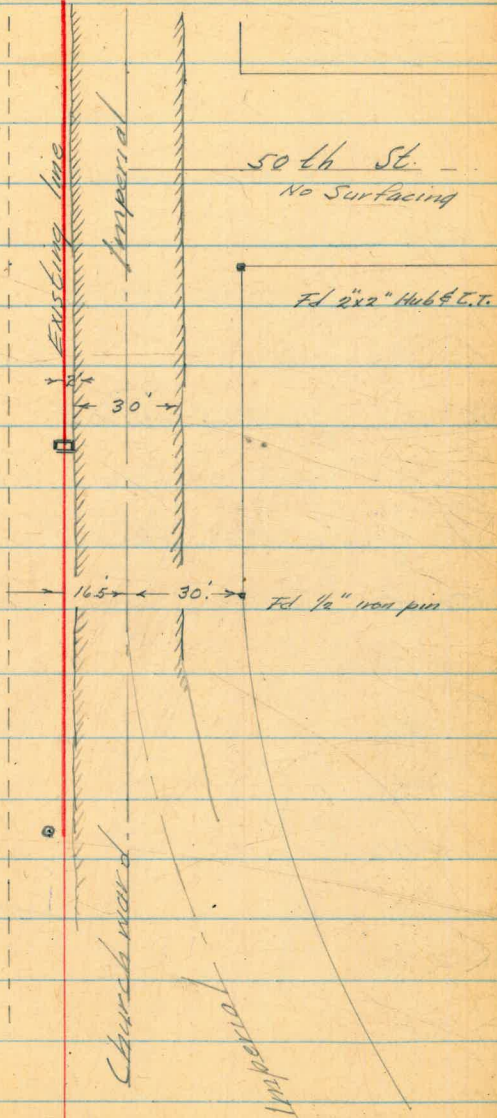 Existing line
Imperial
50th St.
No Surfacing
Fd 2"x2" Hub & T.T.
2'
30'
16.5'
30'
Fd 1/2" iron pin
Churchward
Imperial